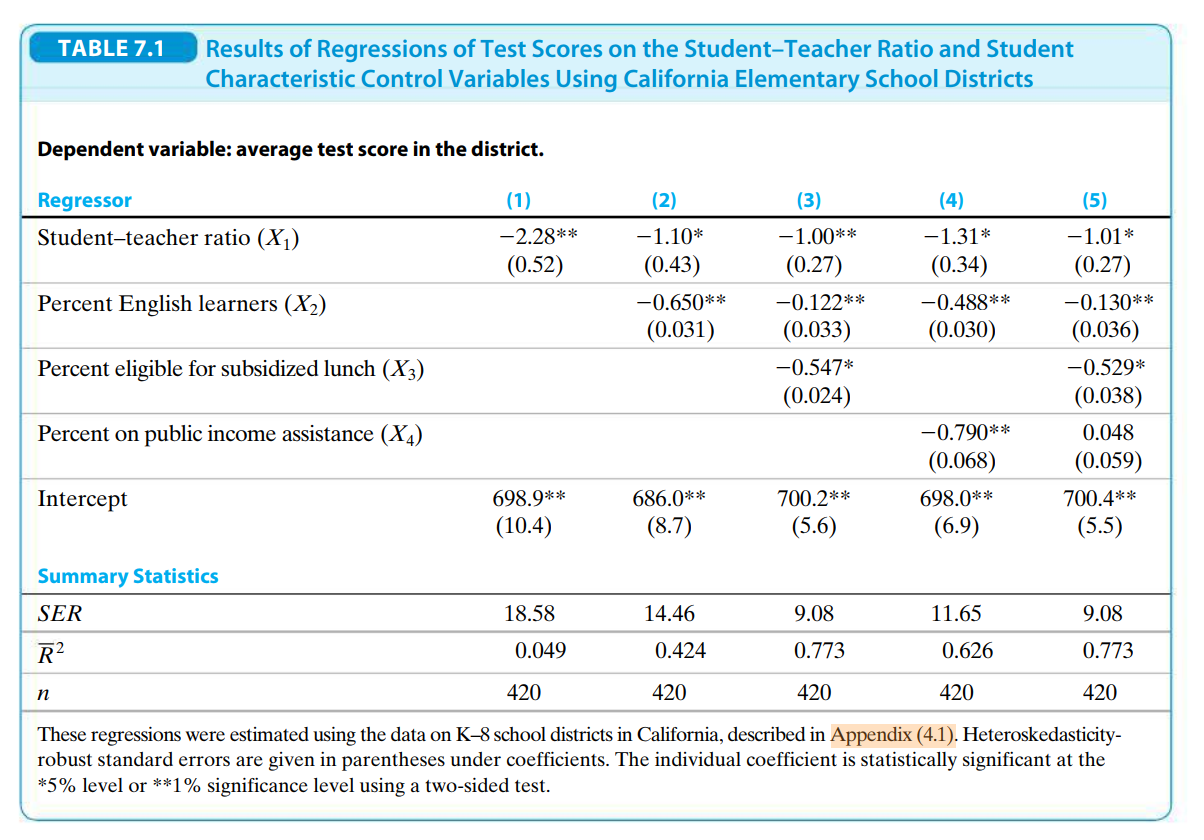 TABLE 7.1 Results of Regressions of Test Scores on the Student–Teacher Ratio and Student
Characteristic Control Variables Using California Elementary School Districts
Dependent variable: average test score in the district.
Regressor (1) (2) (3) (4) (5)
Student–teacher ratio (X₁) −2.28** −1.10* −1.00** −1.31* −1.01*
(0.52) (0.43) (0.27) (0.34) (0.27)
Percent English learners (X₂) −0.650** −0.122** −0.488** −0.130**
(0.031) (0.033) (0.030) (0.036)
Percent eligible for subsidized lunch (X₃) −0.547* −0.529*
(0.024) (0.038)
Percent on public income assistance (X₄) −0.790** 0.048
(0.068) (0.059)
Intercept 698.9** 686.0** 700.2** 698.0** 700.4**
(10.4) (8.7) (5.6) (6.9) (5.5)
Summary Statistics
SER 18.58 14.46 9.08 11.65 9.08
R̅² 0.049 0.424 0.773 0.626 0.773
n 420 420 420 420 420
These regressions were estimated using the data on K–8 school districts in California, described in Appendix (4.1). Heteroskedasticity-
robust standard errors are given in parentheses under coefficients. The individual coefficient is statistically significant at the
*5% level or **1% significance level using a two-sided test.